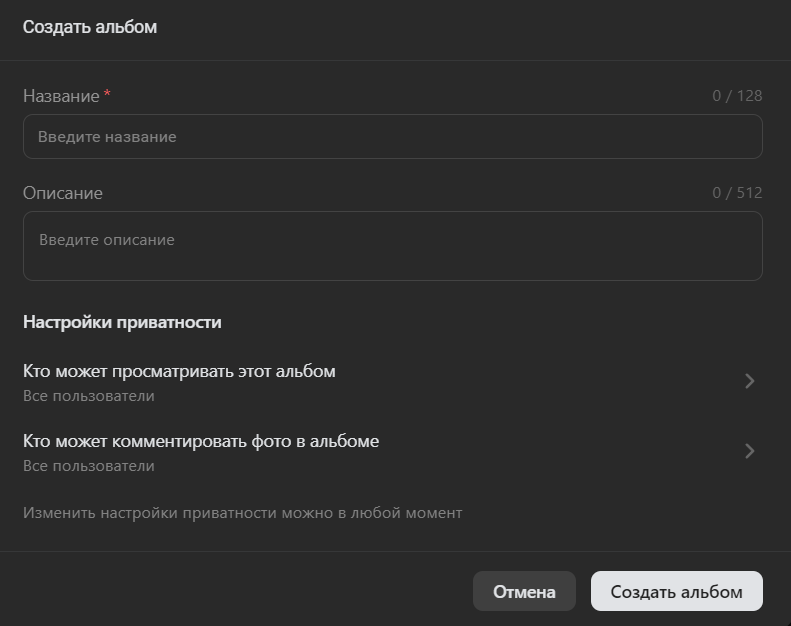 Создать альбом
Название *
0 / 128
Введите название
Описание
0 / 512
Введите описание
Настройки приватности
Кто может просматривать этот альбом
Все пользователи
Кто может комментировать фото в альбоме
Все пользователи
Изменить настройки приватности можно в любой момент
Отмена
Создать альбом